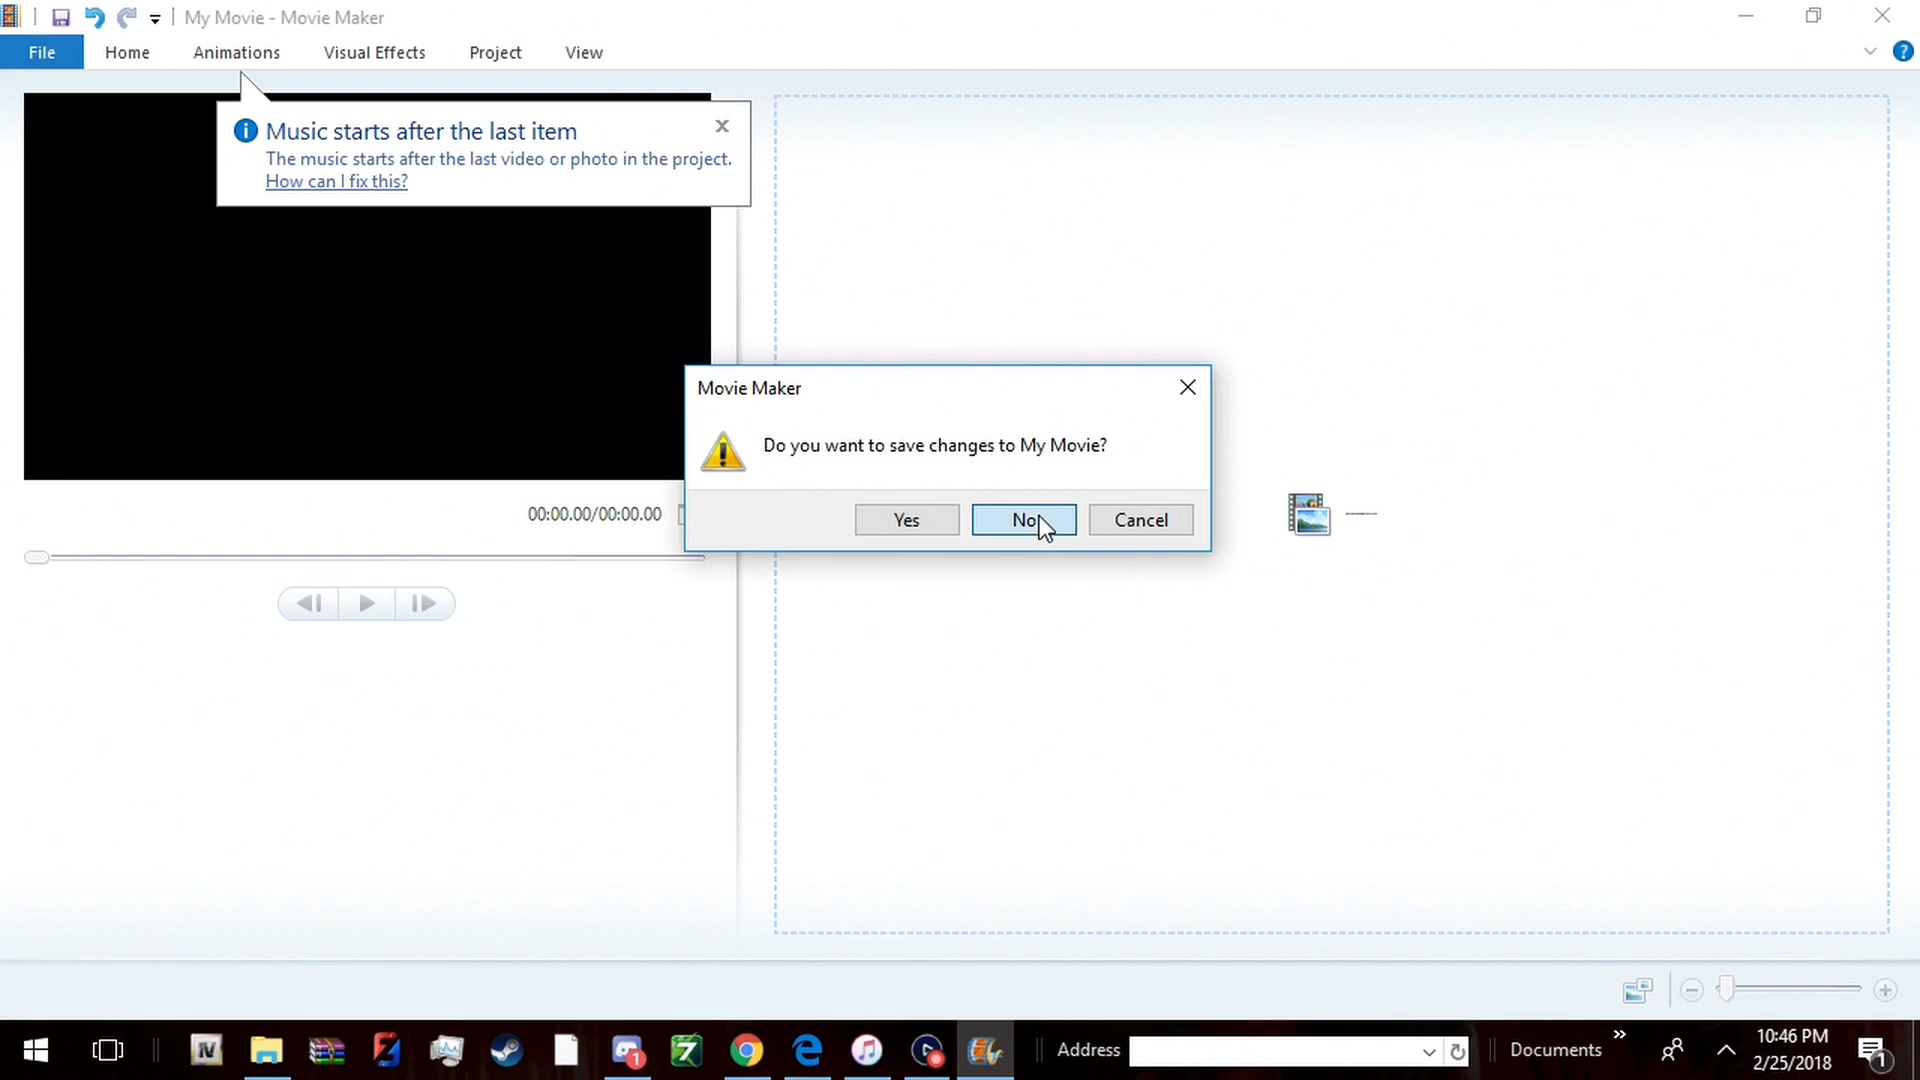 My Movie - Movie Maker
File Home Animations Visual Effects Project View
Music starts after the last item
The music starts after the last video or photo in the project.
How can I fix this?
Movie Maker
Do you want to save changes to My Movie?
Yes No Cancel
00:00.00/00:00.00
Address
Documents
10:46 PM
2/25/2018
1
1